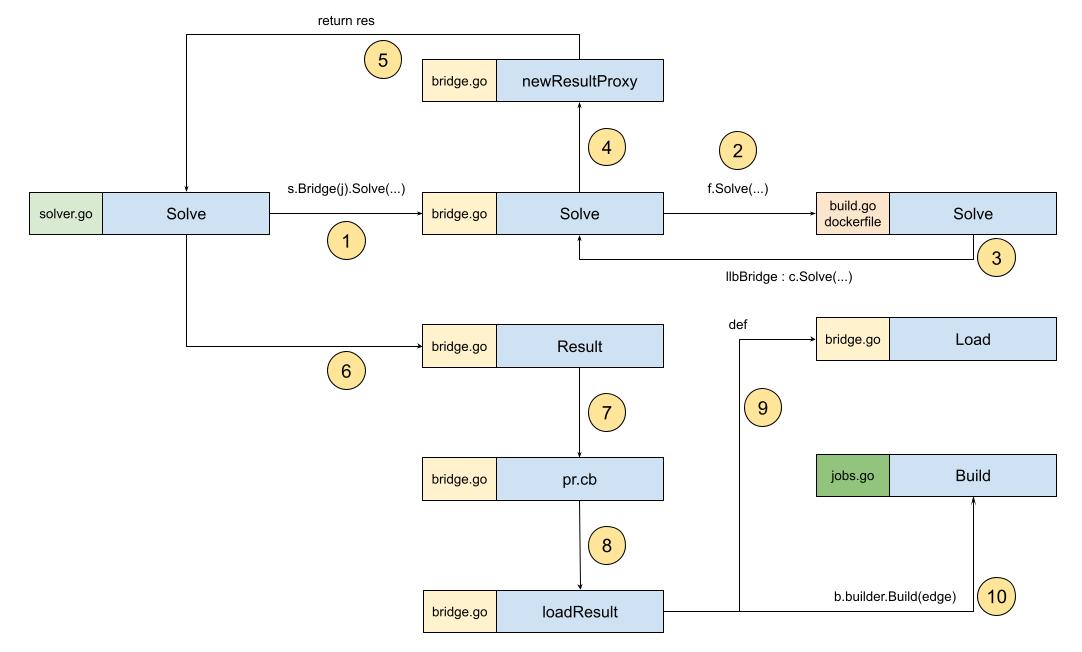 return res
5
bridge.go
newResultProxy
4
2
s.Bridge(j).Solve(...)
f.Solve(...)
solver.go
Solve
bridge.go
Solve
build.go
dockerfile
Solve
1
3
llbBridge : c.Solve(...)
def
bridge.go
Result
bridge.go
Load
6
7
9
bridge.go
pr.cb
jobs.go
Build
8
b.builder.Build(edge)
10
bridge.go
loadResult